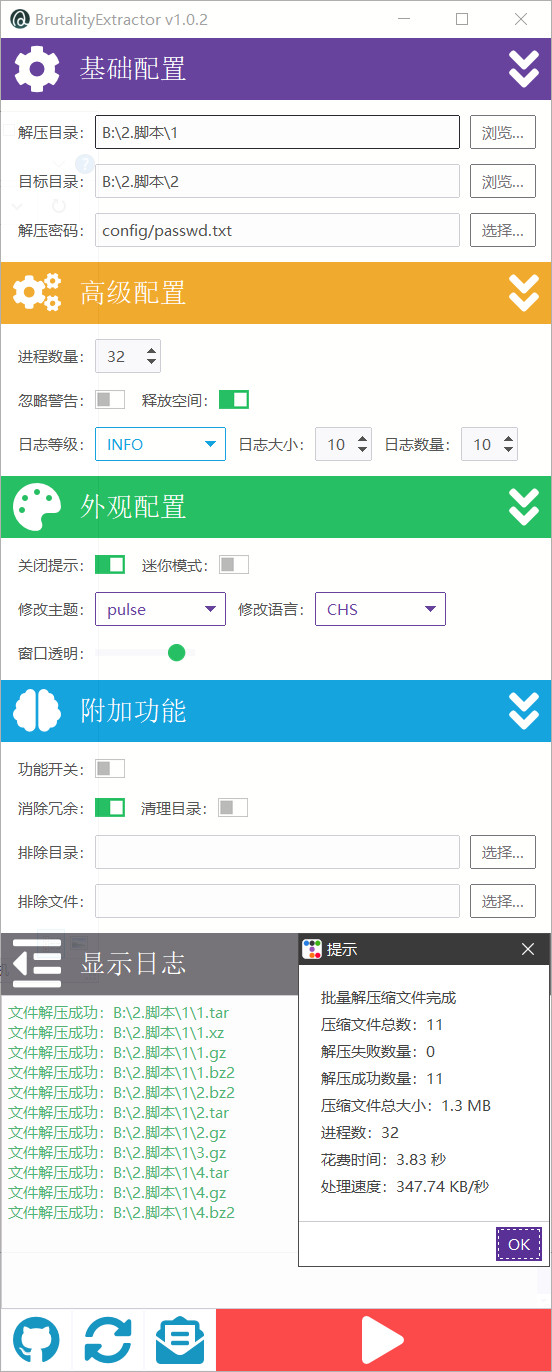 BrutalityExtractor v1.0.2
基础配置
解压目录： B:\2.脚本\1 浏览...
目标目录： B:\2.脚本\2 浏览...
解压密码： config/passwd.txt 选择...
高级配置
进程数量： 32
忽略警告： 释放空间：
日志等级： INFO 日志大小： 10 日志数量： 10
外观配置
关闭提示： 迷你模式：
修改主题： pulse 修改语言： CHS
窗口透明：
附加功能
功能开关：
消除冗余： 清理目录：
排除目录： 选择...
排除文件： 选择...
显示日志
文件解压成功：B:\2.脚本\1\1.tar
文件解压成功：B:\2.脚本\1\1.xz
文件解压成功：B:\2.脚本\1\1.gz
文件解压成功：B:\2.脚本\1\1.bz2
文件解压成功：B:\2.脚本\1\2.bz2
文件解压成功：B:\2.脚本\1\2.tar
文件解压成功：B:\2.脚本\1\2.gz
文件解压成功：B:\2.脚本\1\3.gz
文件解压成功：B:\2.脚本\1\4.tar
文件解压成功：B:\2.脚本\1\4.gz
文件解压成功：B:\2.脚本\1\4.bz2
提示
批量解压缩文件完成
压缩文件总数：11
解压失败数量：0
解压成功数量：11
压缩文件总大小：1.3 MB
进程数：32
花费时间：3.83 秒
处理速度：347.74 KB/秒
OK